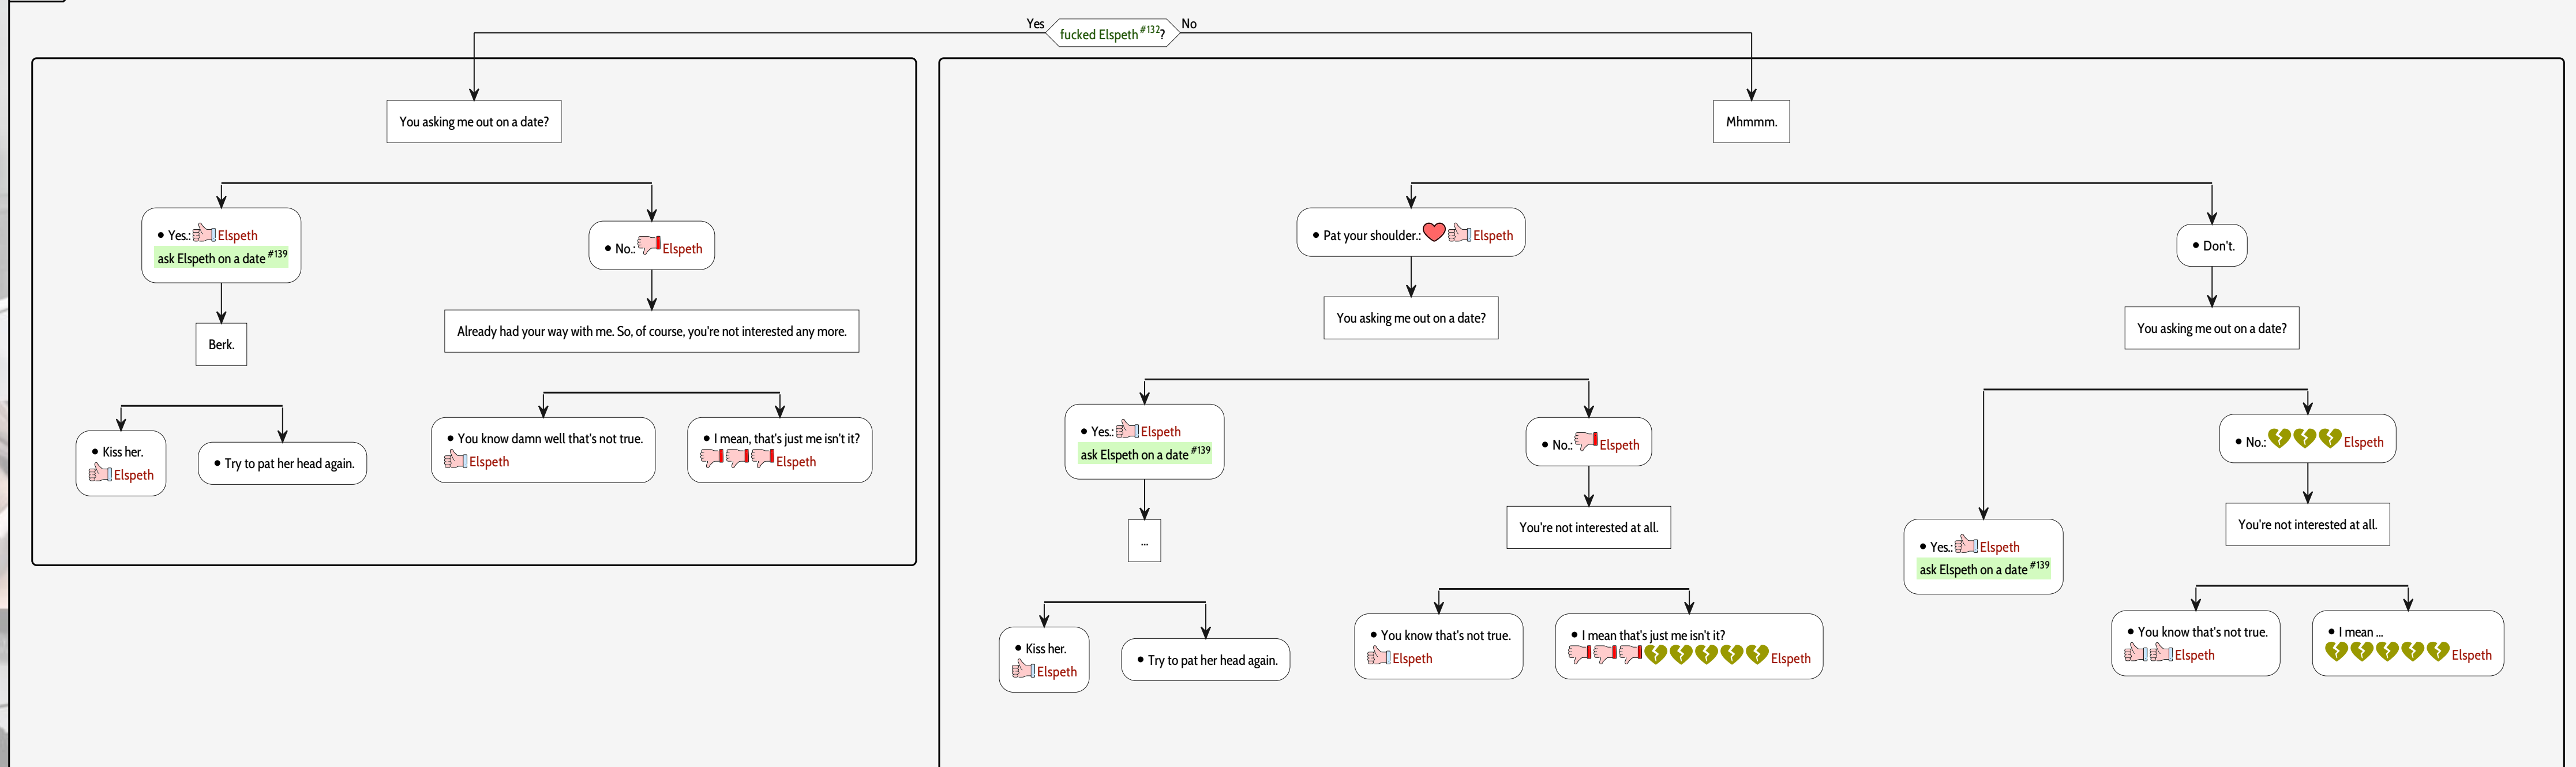 Yes
fucked Elspeth #132?
No
You asking me out on a date?
Yes.: Elspeth
ask Elspeth on a date #139
No.: Elspeth
Berk.
Already had your way with me. So, of course, you're not interested any more.
Kiss her.
Elspeth
Try to pat her head again.
You know damn well that's not true.
Elspeth
I mean, that's just me isn't it?
Elspeth
Mhmmm.
Pat your shoulder.: Elspeth
Don't.
You asking me out on a date?
You asking me out on a date?
Yes.: Elspeth
ask Elspeth on a date #139
No.: Elspeth
...
You're not interested at all.
Kiss her.
Elspeth
Try to pat her head again.
You know that's not true.
Elspeth
I mean that's just me isn't it?
Elspeth
Yes.: Elspeth
ask Elspeth on a date #139
No.: Elspeth
You're not interested at all.
You know that's not true.
Elspeth
I mean ...
Elspeth